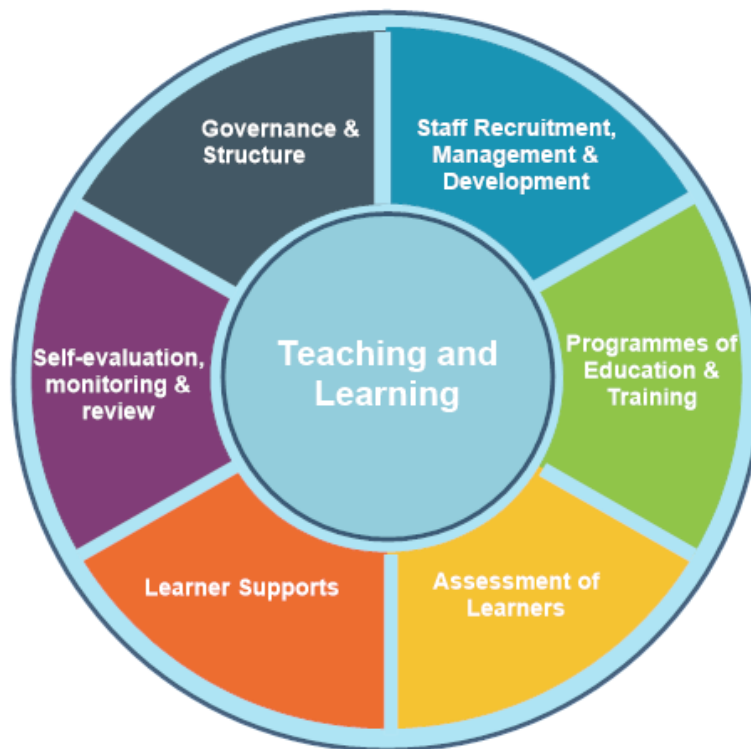 Governance &
Structure
Staff Recruitment,
Management &
Development
Programmes of
Education &
Training
Assessment of
Learners
Learner Supports
Self-evaluation,
monitoring &
review
Teaching and
Learning